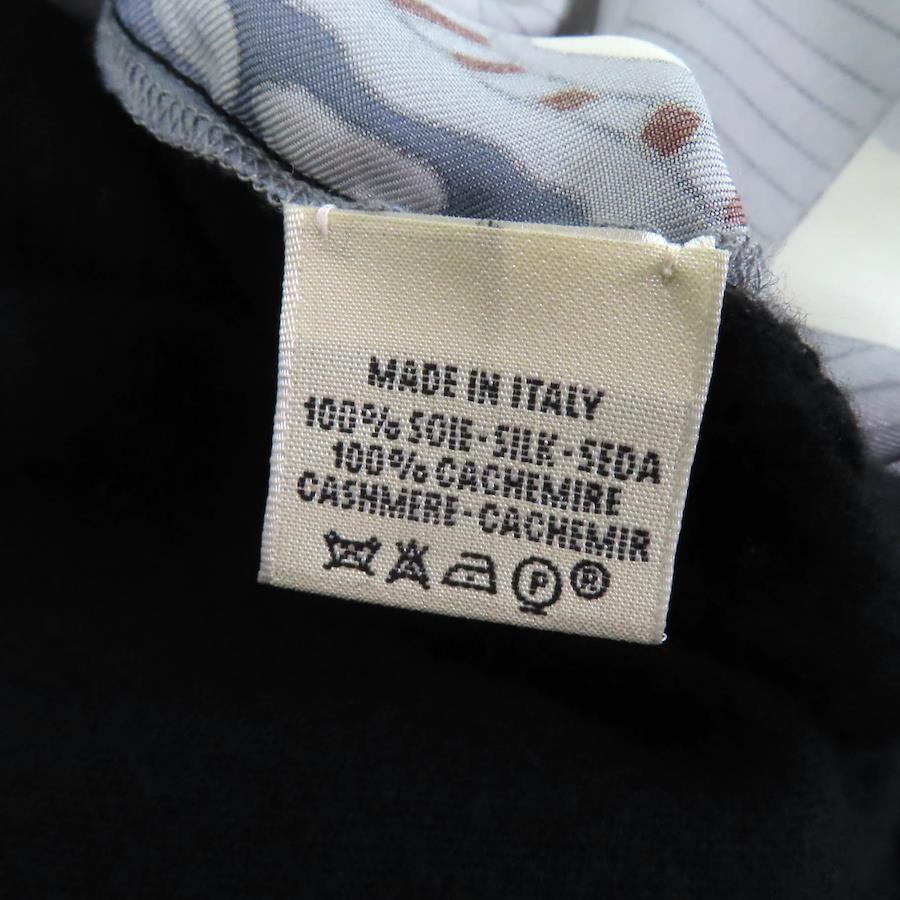 MADE IN ITALY
100% SOIE-SILK-SEDA
100% CACHEMIRE
CASHMERE-CACHEMIR
P ®